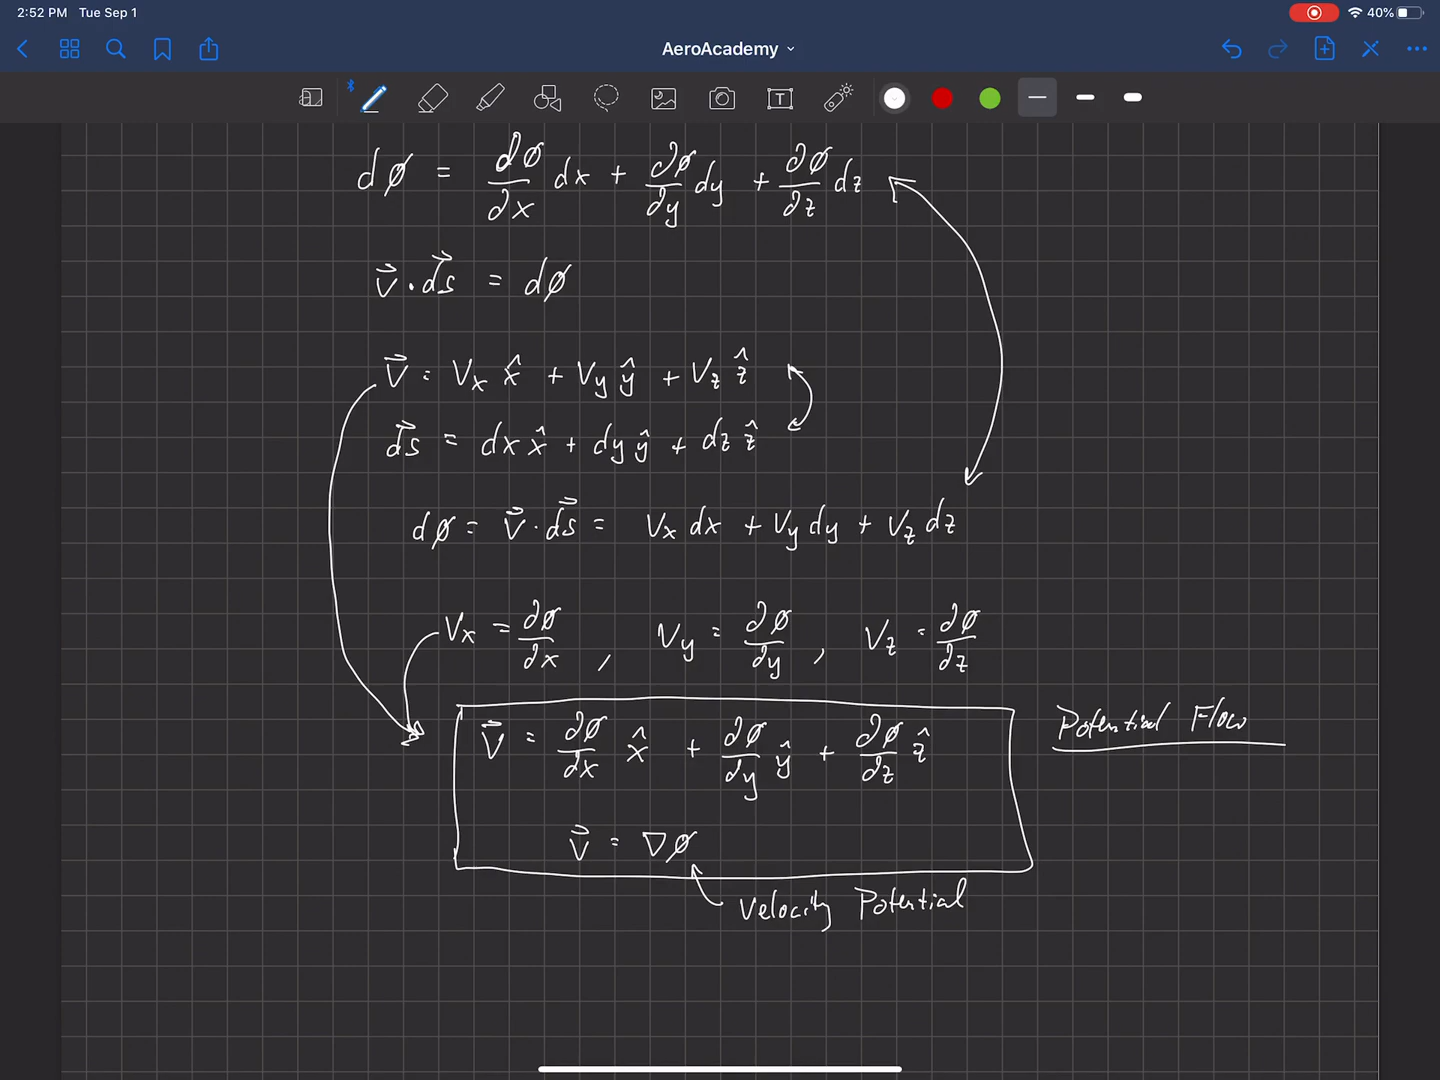 2:52 PM Tue Sep 1 40%
AeroAcademy
T
dø = ∂ø/∂x dx + ∂ø/∂y dy + ∂ø/∂z dz
V⃗ · ds⃗ = dø
V⃗ = Vx x̂ + Vy ŷ + Vz ẑ
ds⃗ = dx x̂ + dy ŷ + dz ẑ
dø = V⃗ · ds⃗ = Vx dx + Vy dy + Vz dz
Vx = ∂ø/∂x , Vy = ∂ø/∂y , Vz = ∂ø/∂z
Potential Flow
V⃗ = ∂ø/∂x x̂ + ∂ø/∂y ŷ + ∂ø/∂z ẑ
V⃗ = ∇ø
Velocity Potential